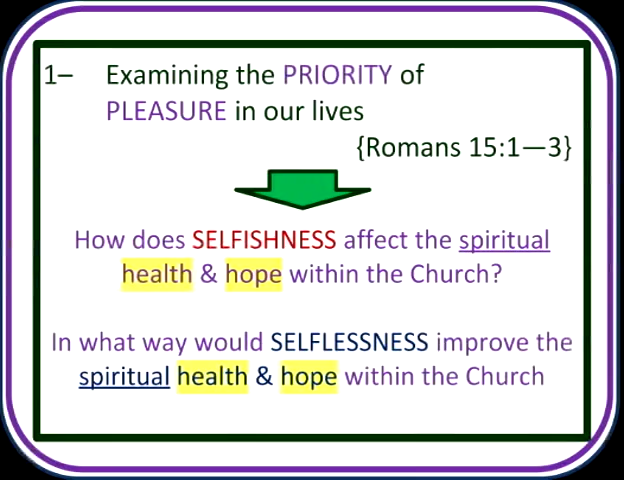 1– Examining the PRIORITY of
PLEASURE in our lives
{Romans 15:1—3}
How does SELFISHNESS affect the spiritual
health & hope within the Church?
In what way would SELFLESSNESS improve the
spiritual health & hope within the Church